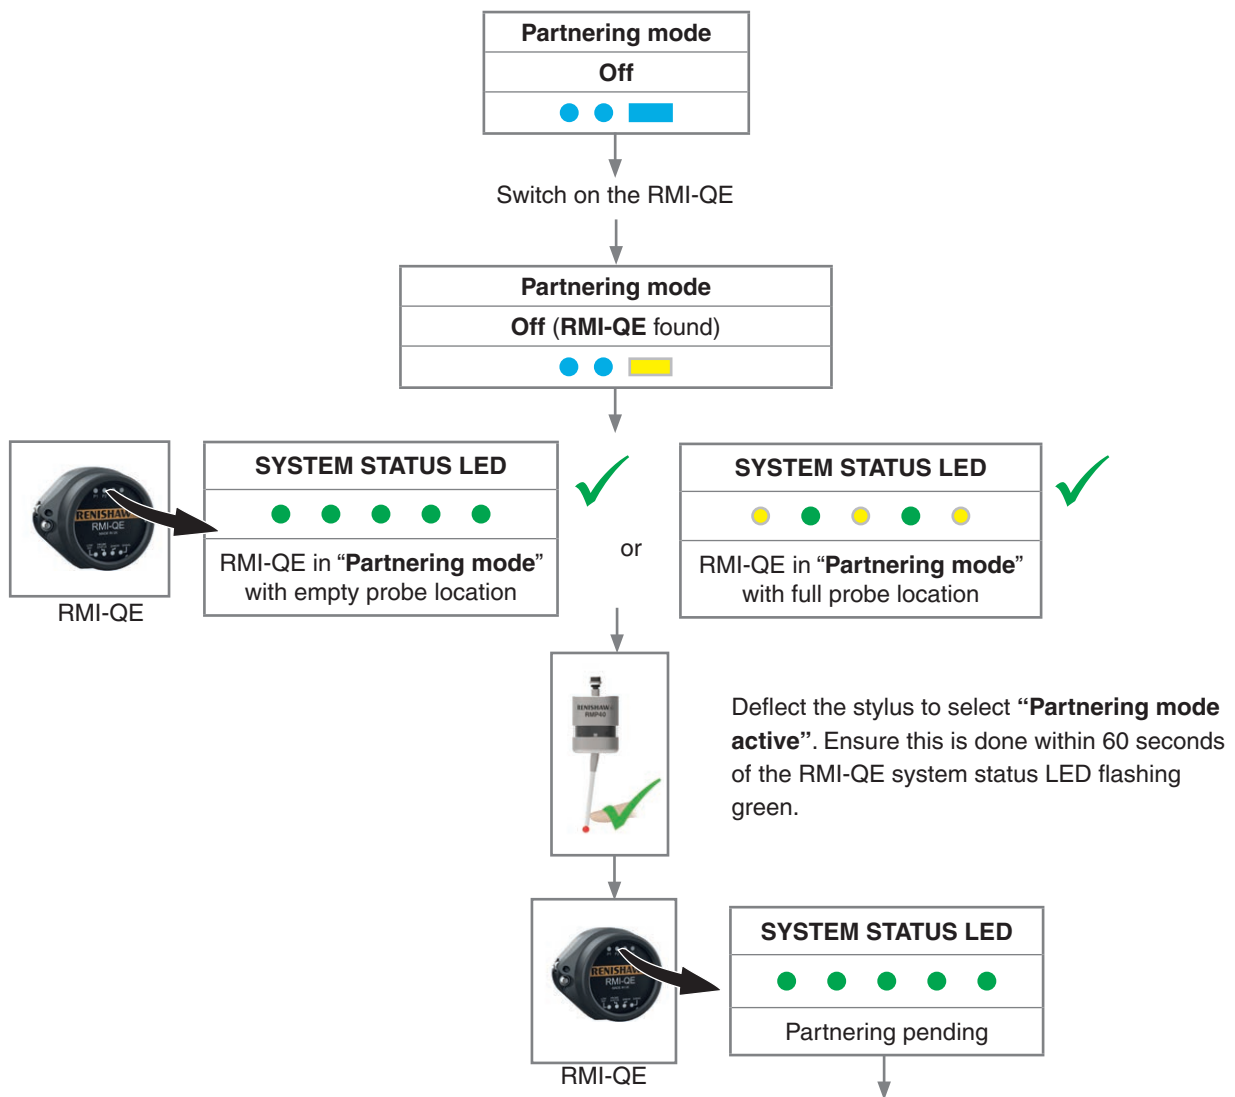 Partnering mode
Off
Switch on the RMI-QE
Partnering mode
Off (RMI-QE found)
RENISHAW
RMI-QE
RMI-QE
SYSTEM STATUS LED
RMI-QE in “Partnering mode”
with empty probe location
or
SYSTEM STATUS LED
RMI-QE in “Partnering mode”
with full probe location
RENISHAW
RMP40
Deflect the stylus to select “Partnering mode
active”. Ensure this is done within 60 seconds
of the RMI-QE system status LED flashing
green.
RENISHAW
RMI-QE
RMI-QE
SYSTEM STATUS LED
Partnering pending